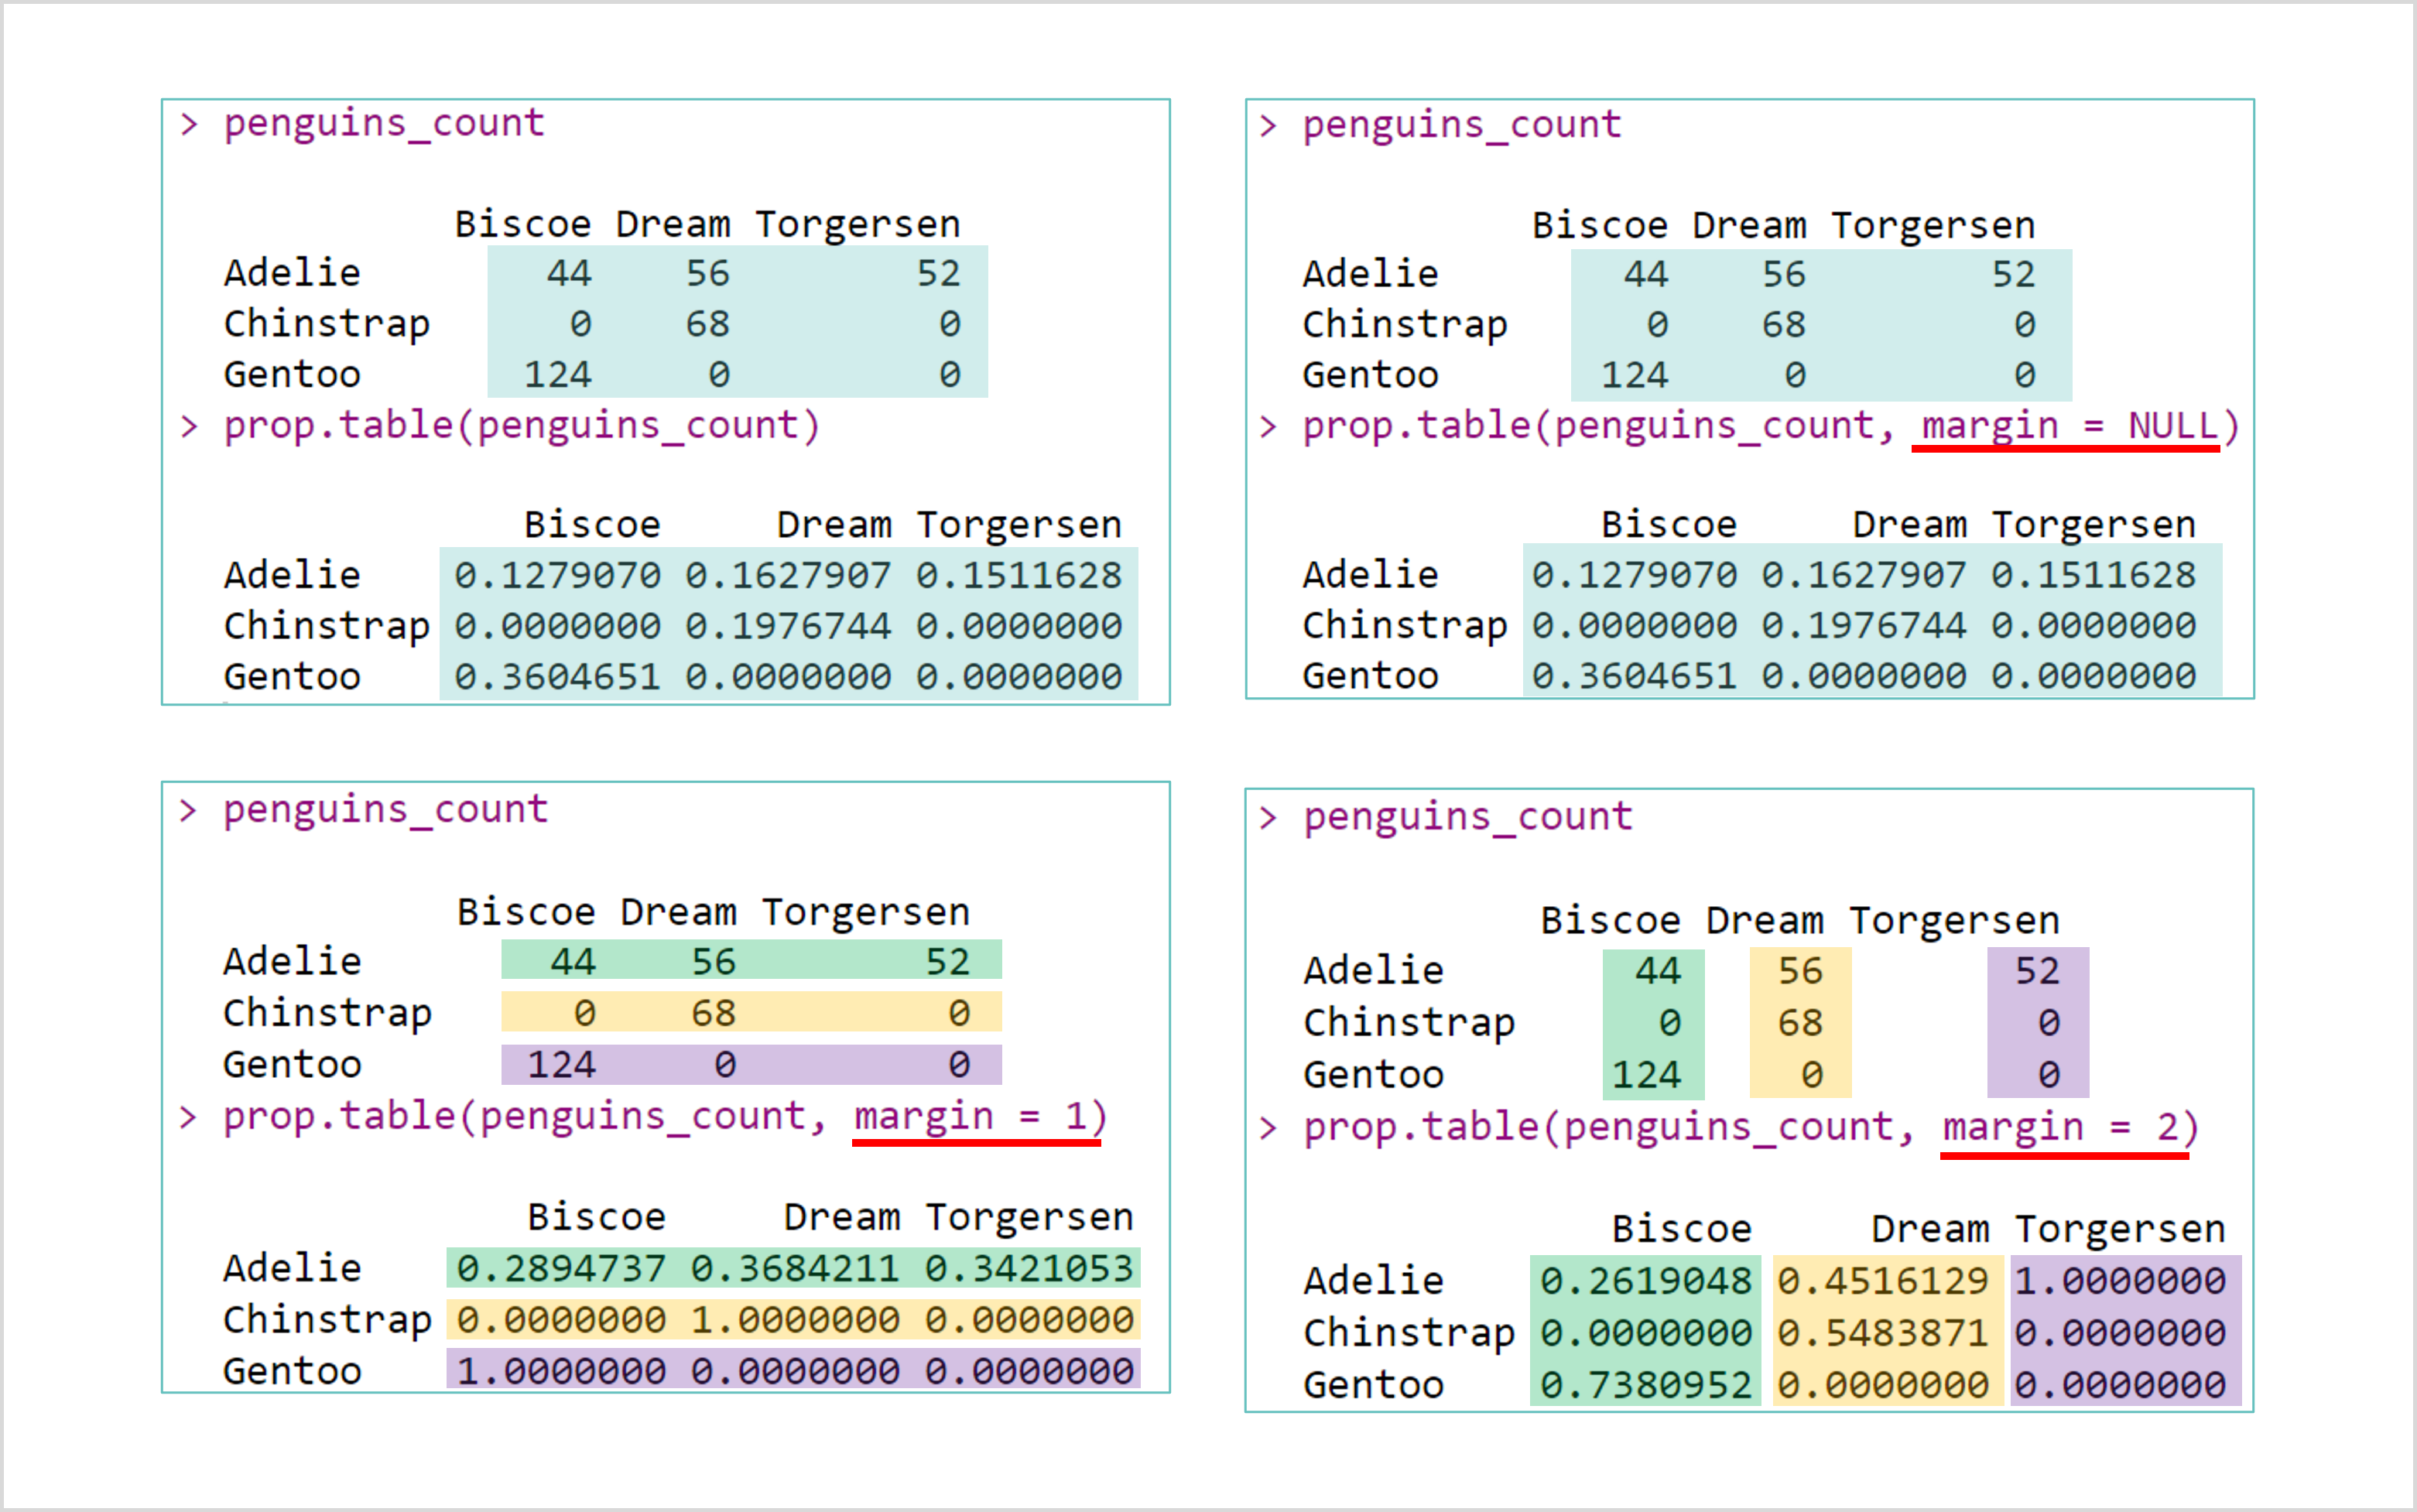 > penguins_count
Biscoe Dream Torgersen
Adelie 44 56 52
Chinstrap 0 68 0
Gentoo 124 0 0
> prop.table(penguins_count)
Biscoe Dream Torgersen
Adelie 0.1279070 0.1627907 0.1511628
Chinstrap 0.0000000 0.1976744 0.0000000
Gentoo 0.3604651 0.0000000 0.0000000
> penguins_count
Biscoe Dream Torgersen
Adelie 44 56 52
Chinstrap 0 68 0
Gentoo 124 0 0
> prop.table(penguins_count, margin = NULL)
Biscoe Dream Torgersen
Adelie 0.1279070 0.1627907 0.1511628
Chinstrap 0.0000000 0.1976744 0.0000000
Gentoo 0.3604651 0.0000000 0.0000000
> penguins_count
Biscoe Dream Torgersen
Adelie 44 56 52
Chinstrap 0 68 0
Gentoo 124 0 0
> prop.table(penguins_count, margin = 1)
Biscoe Dream Torgersen
Adelie 0.2894737 0.3684211 0.3421053
Chinstrap 0.0000000 1.0000000 0.0000000
Gentoo 1.0000000 0.0000000 0.0000000
> penguins_count
Biscoe Dream Torgersen
Adelie 44 56 52
Chinstrap 0 68 0
Gentoo 124 0 0
> prop.table(penguins_count, margin = 2)
Biscoe Dream Torgersen
Adelie 0.2619048 0.4516129 1.0000000
Chinstrap 0.0000000 0.5483871 0.0000000
Gentoo 0.7380952 0.0000000 0.0000000